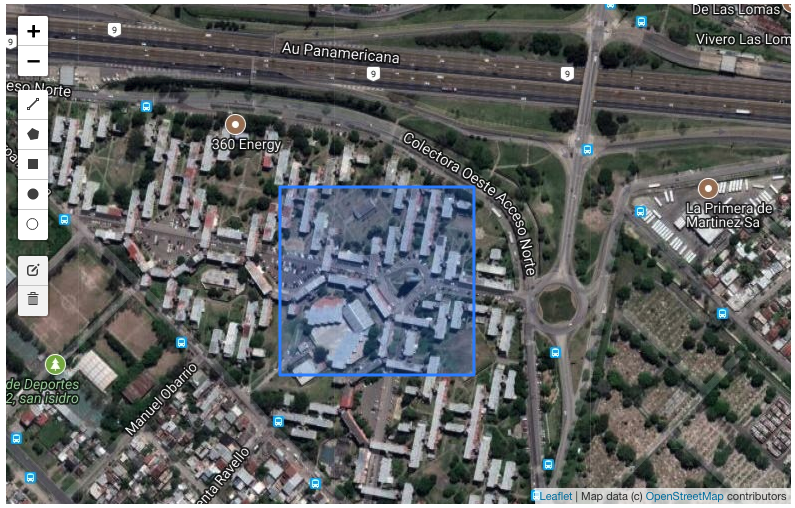 De Las Lomas
Vivero Las Lom
9
9
Au Panamericana
9
9
eso Norte
360 Energy
Colectora Oeste Acceso Norte
La Primera de
Martinez Sa
de Deportes
2, san isidro
Manuel Obarrio
enta Ravello
Leaflet | Map data (c) OpenStreetMap contributors